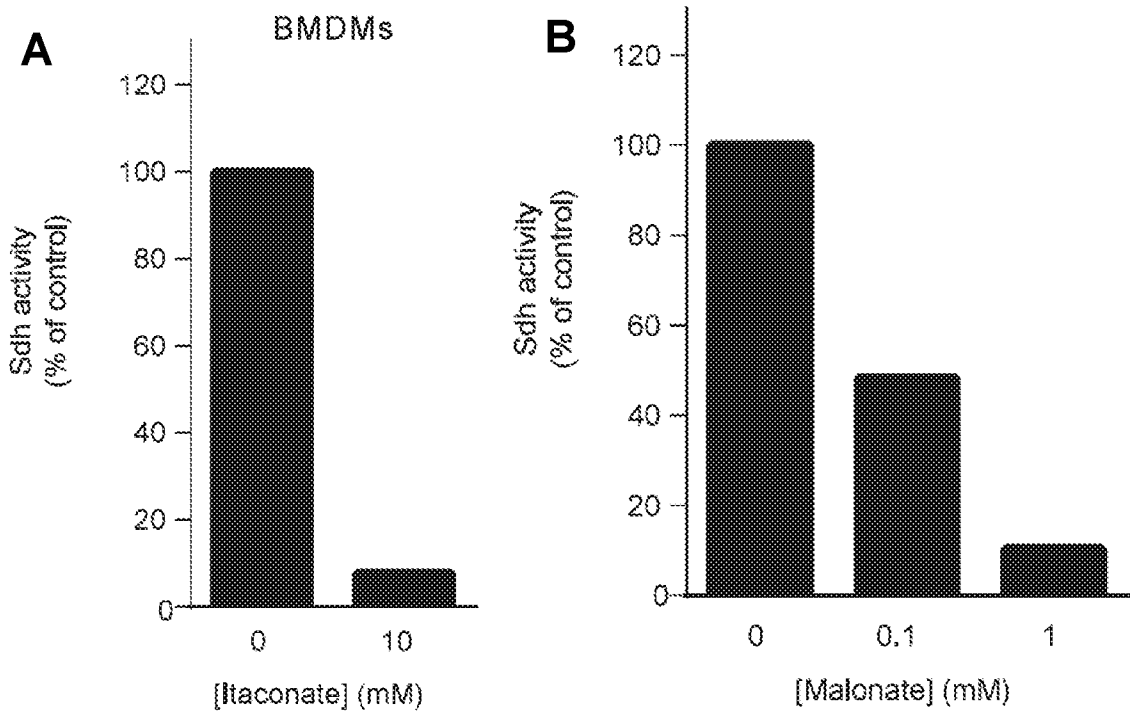 A
BMDMs
120
100
80
60
40
20
0
Sdh activity
(% of control)
0 10
[Itaconate] (mM)
B
120
100
80
60
40
20
0
Sdh activity
(% of control)
0 0.1 1
[Malonate] (mM)